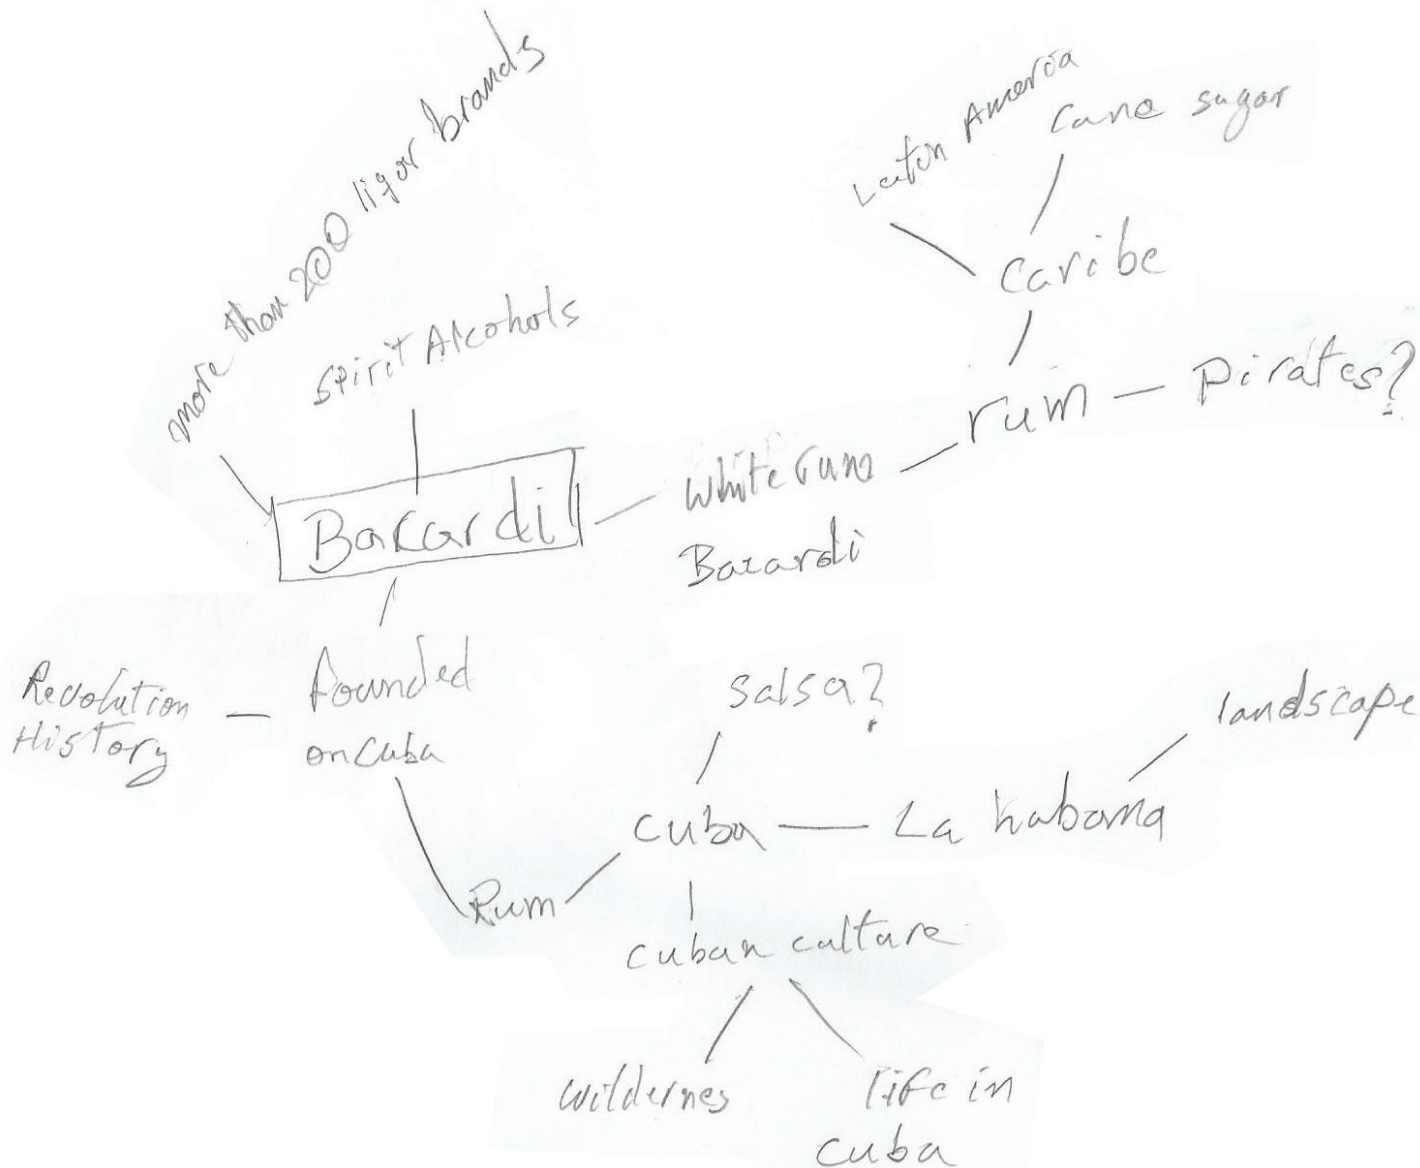 more than 200 liqor brands
Latin America
cane sugar
Caribe
Spirit Alcohols
rum
Pirates?
White rum
Bacardi
Bacardi
Revolution
History
founded
on Cuba
salsa?
landscape
Cuba
La habana
Rum
cuban culture
wildernes
life in
cuba